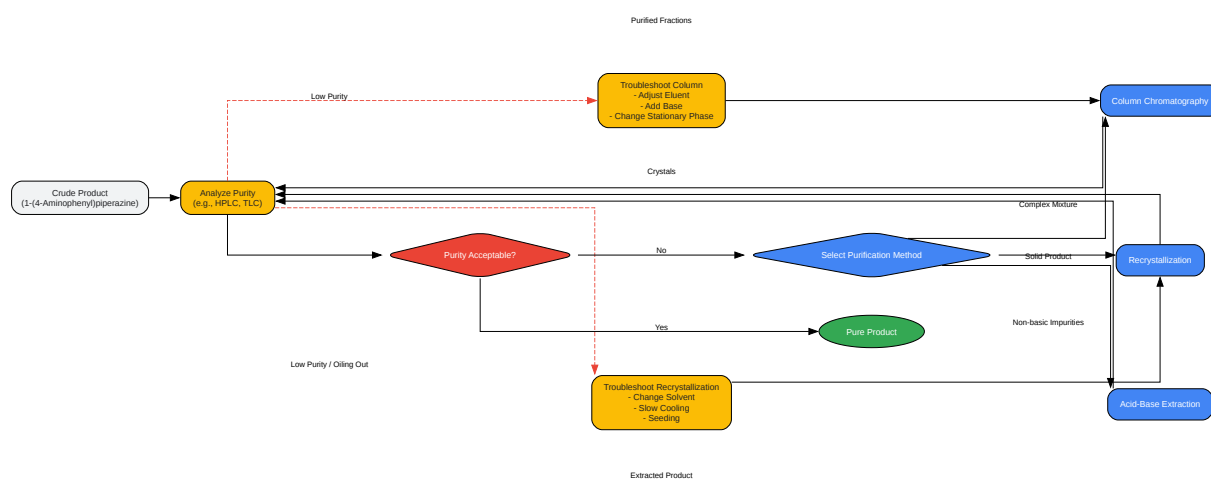 Purified Fractions
Troubleshoot Column
- Adjust Eluent
- Add Base
- Change Stationary Phase
Low Purity
Column Chromatography
Crystals
Crude Product
(1-(4-Aminophenyl)piperazine)
Analyze Purity
(e.g., HPLC, TLC)
Complex Mixture
Purity Acceptable?
No
Select Purification Method
Solid Product
Recrystallization
Non-basic Impurities
Yes
Pure Product
Low Purity / Oiling Out
Troubleshoot Recrystallization
- Change Solvent
- Slow Cooling
- Seeding
Acid-Base Extraction
Extracted Product